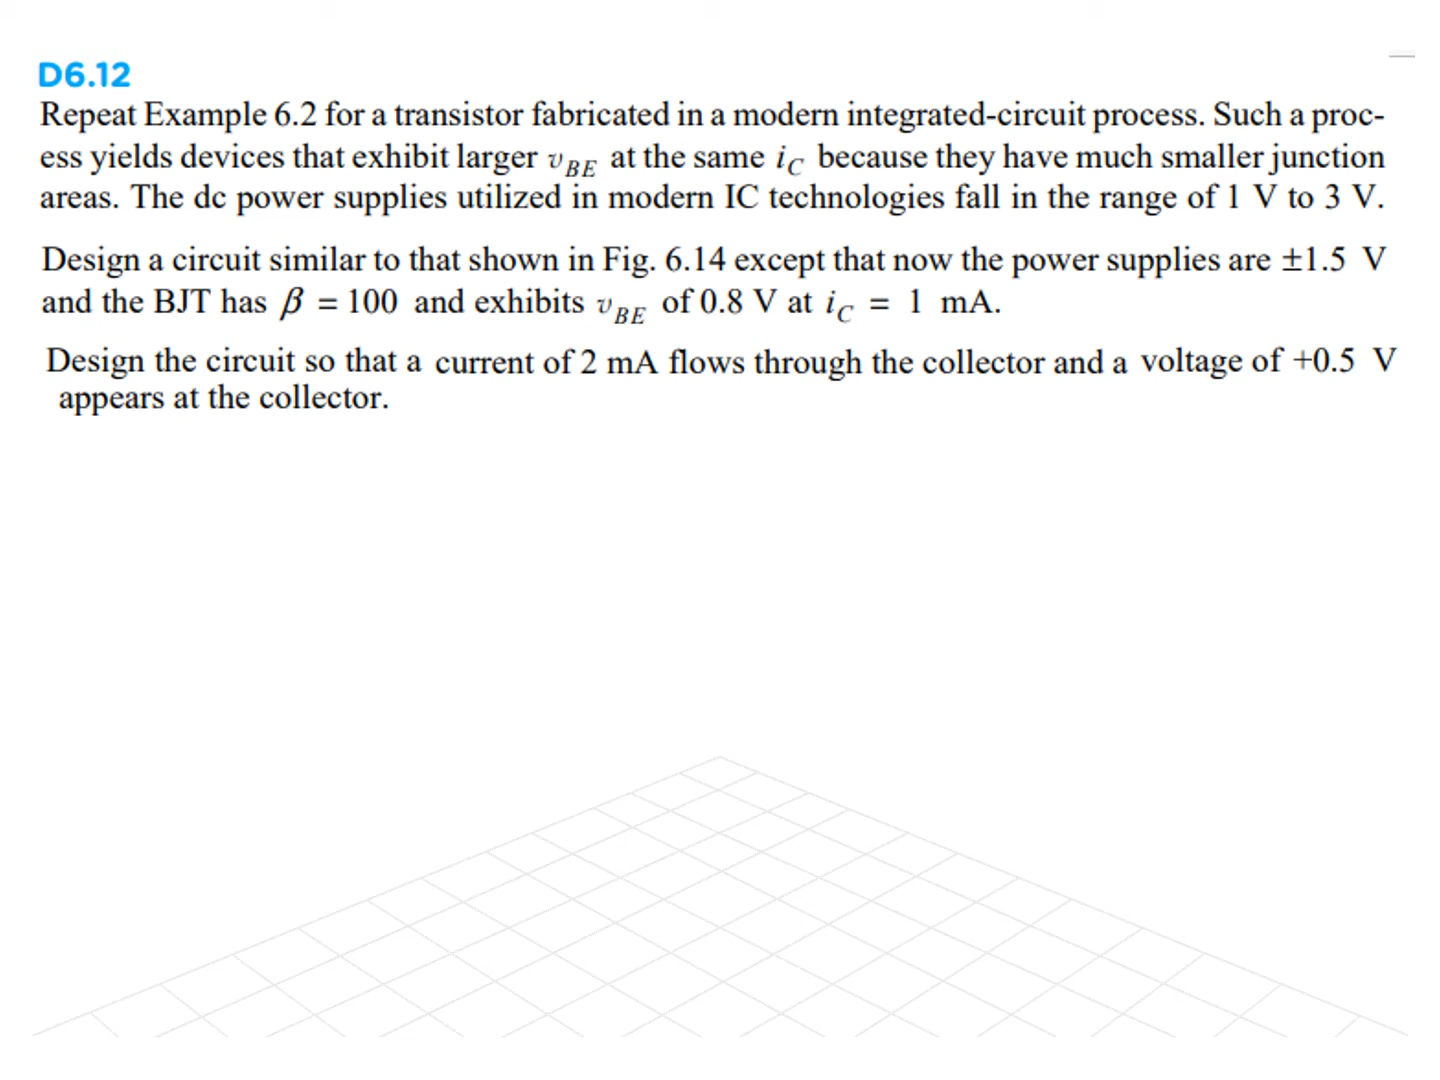 D6.12
Repeat Example 6.2 for a transistor fabricated in a modern integrated-circuit process. Such a proc-
ess yields devices that exhibit larger v_BE at the same i_C because they have much smaller junction
areas. The dc power supplies utilized in modern IC technologies fall in the range of 1 V to 3 V.
Design a circuit similar to that shown in Fig. 6.14 except that now the power supplies are ±1.5 V
and the BJT has β = 100 and exhibits v_BE of 0.8 V at i_C = 1 mA.
Design the circuit so that a current of 2 mA flows through the collector and a voltage of +0.5 V
appears at the collector.